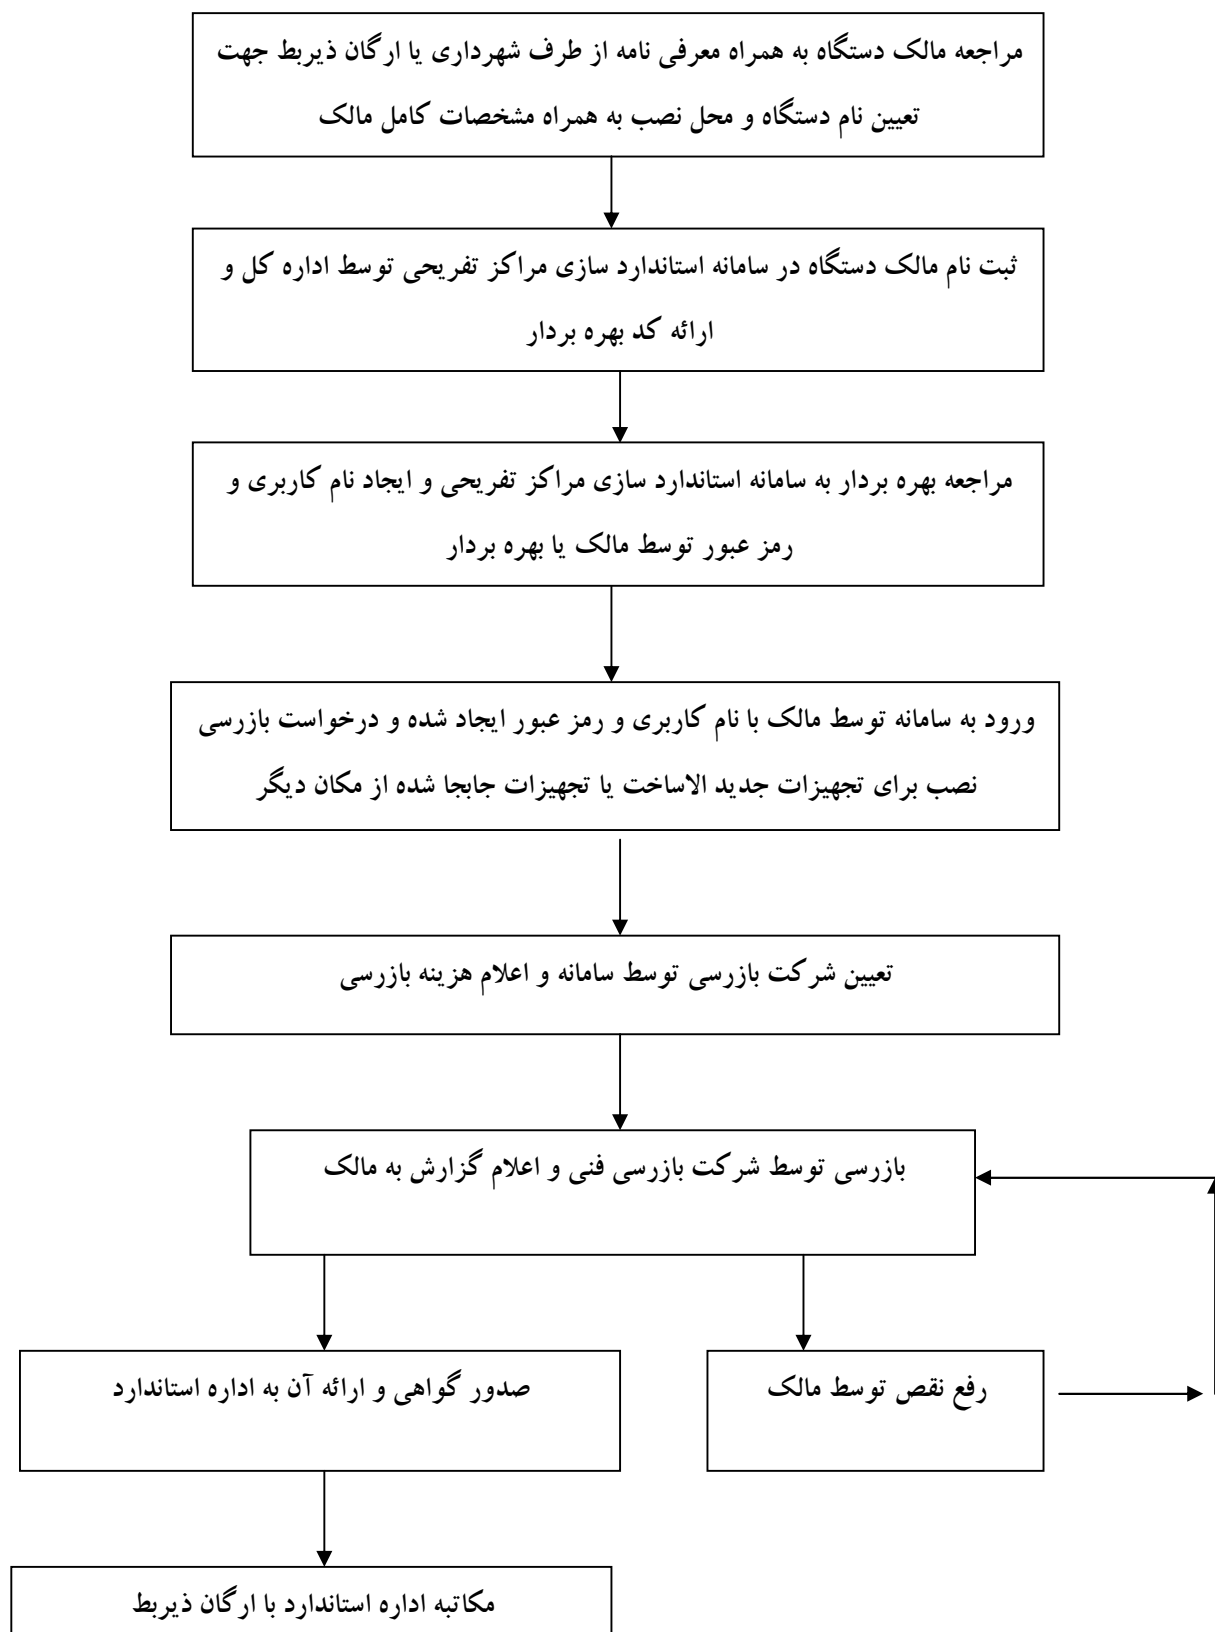 مراجعه مالک دستگاه به همراه معرفی نامه از طرف شهرداری یا ارگان ذیربط جهت
تعیین نام دستگاه و محل نصب به همراه مشخصات کامل مالک
ثبت نام مالک دستگاه در سامانه استاندارد سازی مراکز تفریحی توسط اداره کل و
ارائه کد بهره بردار
مراجعه بهره بردار به سامانه استاندارد سازی مراکز تفریحی و ایجاد نام کاربری و
رمز عبور توسط مالک یا بهره بردار
ورود به سامانه توسط مالک با نام کاربری و رمز عبور ایجاد شده و درخواست بازرسی
نصب برای تجهیزات جدید الاساخت یا تجهیزات جابجا شده از مکان دیگر
تعیین شرکت بازرسی توسط سامانه و اعلام هزینه بازرسی
بازرسی توسط شرکت بازرسی فنی و اعلام گزارش به مالک
رفع نقص توسط مالک
صدور گواهی و ارائه آن به اداره استاندارد
مکاتبه اداره استاندارد با ارگان ذیربط